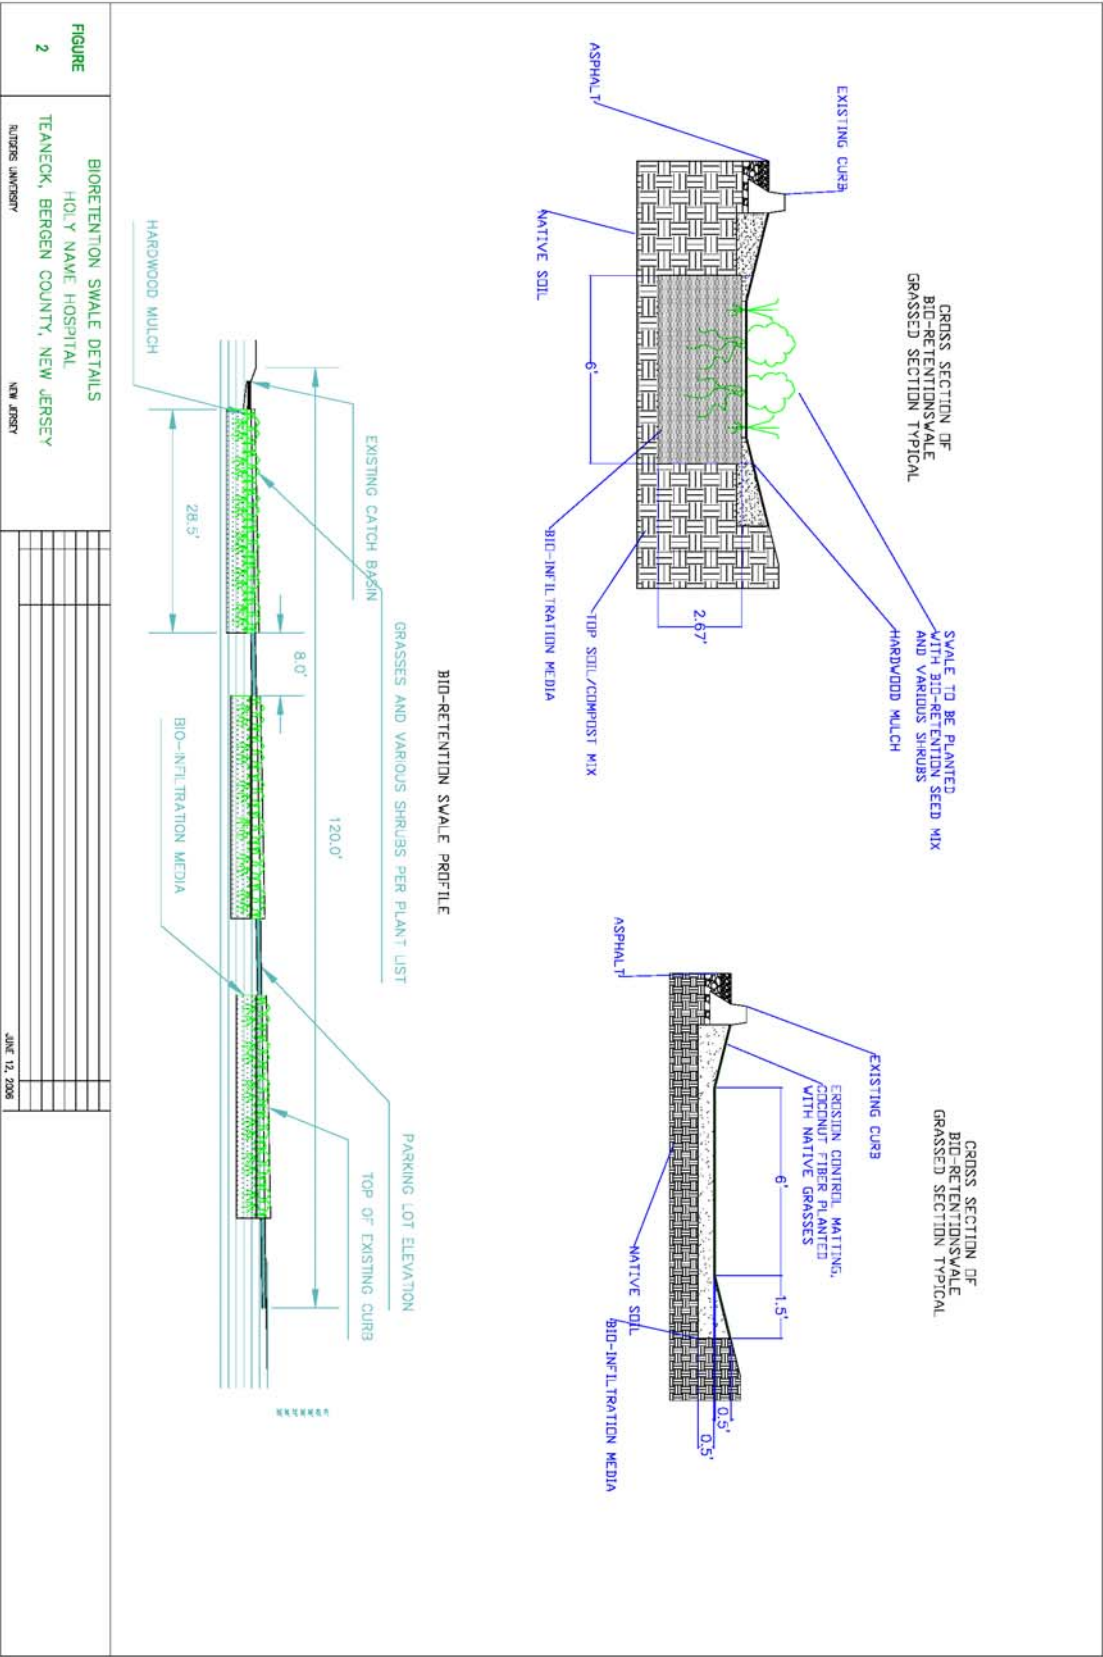 CROSS SECTION OF
BIO-RETENTIONSWALE
GRASSED SECTION TYPICAL
EXISTING CURB
ASPHALT
NATIVE SOIL
6'
2.67'
SWALE TO BE PLANTED
WITH BIO-RETENTION SEED MIX
AND VARIOUS SHRUBS
HARDWOOD MULCH
TOP SOIL/COMPOST MIX
BIO-INFILTRATION MEDIA
CROSS SECTION OF
BIO-RETENTIONSWALE
GRASSED SECTION TYPICAL
EXISTING CURB
EROSION CONTROL MATTING,
COCONUT FIBER PLANTED
WITH NATIVE GRASSES
ASPHALT
6'
1.5'
0.5'
0.5'
NATIVE SOIL
BIO-INFILTRATION MEDIA
BIO-RETENTION SWALE PROFILE
GRASSES AND VARIOUS SHRUBS PER PLANT LIST
PARKING LOT ELEVATION
EXISTING CATCH BASIN
TOP OF EXISTING CURB
120.0'
8.0'
28.5'
BIO-INFILTRATION MEDIA
HARDWOOD MULCH
FIGURE
2
BIORETENTION SWALE DETAILS
HOLY NAME HOSPITAL
TEANECK, BERGEN COUNTY, NEW JERSEY
RUTGERS UNIVERSITY
NEW JERSEY
JUNE 12, 2006